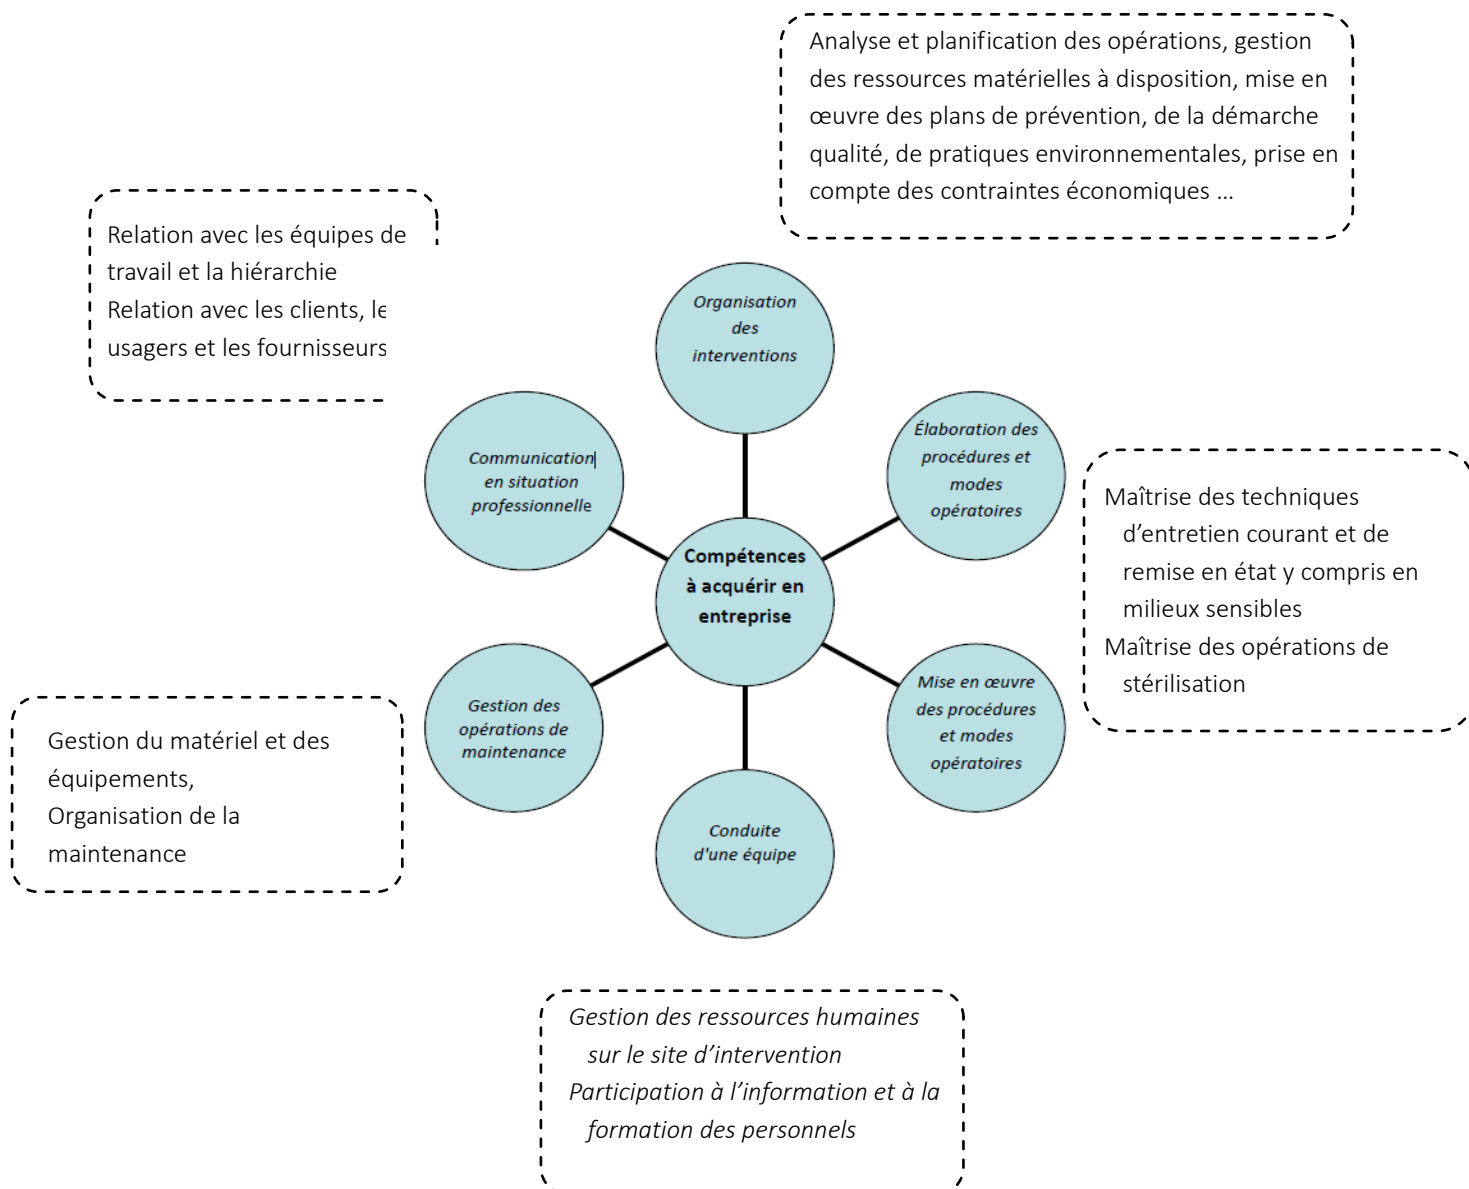 Analyse et planification des opérations, gestion
des ressources matérielles à disposition, mise en
œuvre des plans de prévention, de la démarche
qualité, de pratiques environnementales, prise en
compte des contraintes économiques …
Relation avec les équipes de
travail et la hiérarchie
Relation avec les clients, le
usagers et les fournisseurs
Organisation
des
interventions
Communication
en situation
professionnelle
Élaboration des
procédures et
modes
opératoires
Maîtrise des techniques
d’entretien courant et de
remise en état y compris en
milieux sensibles
Maîtrise des opérations de
stérilisation
Compétences
à acquérir en
entreprise
Gestion des
opérations de
maintenance
Mise en œuvre
des procédures
et modes
opératoires
Gestion du matériel et des
équipements,
Organisation de la
maintenance
Conduite
d'une équipe
Gestion des ressources humaines
sur le site d’intervention
Participation à l’information et à la
formation des personnels